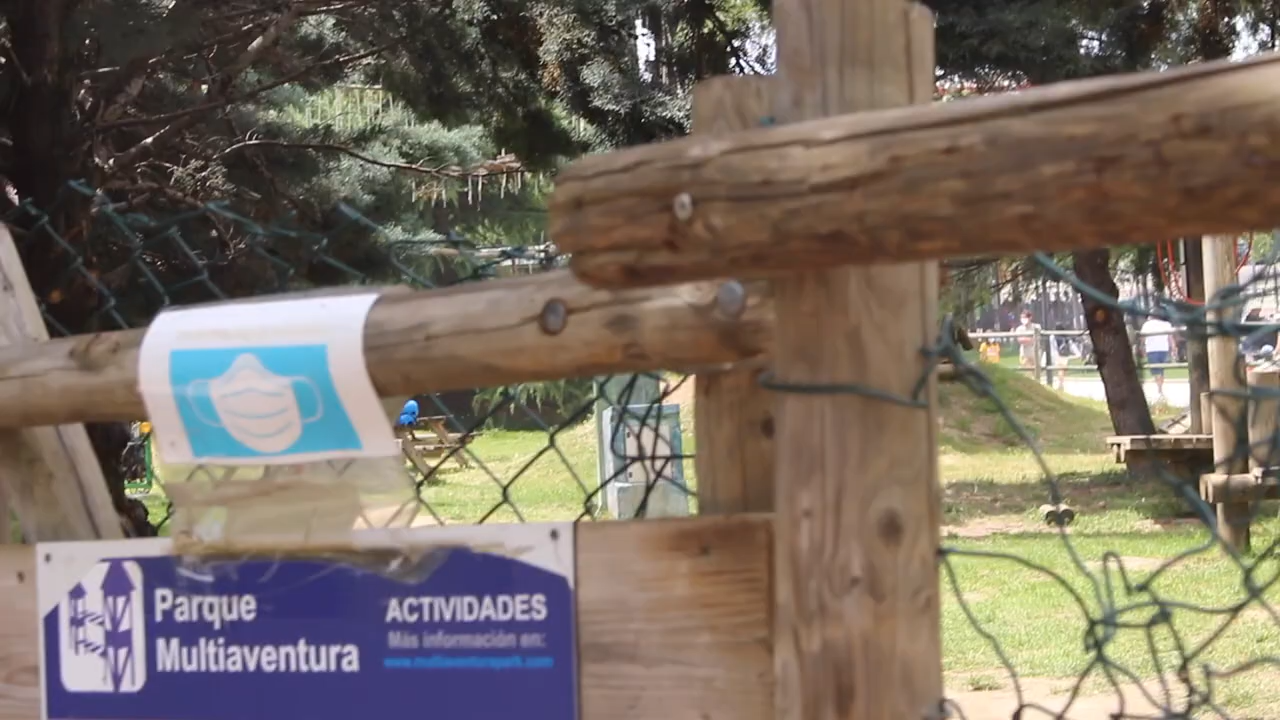 Parque
Multiaventura
ACTIVIDADES
Más información en:
www.multiaventurapark.com